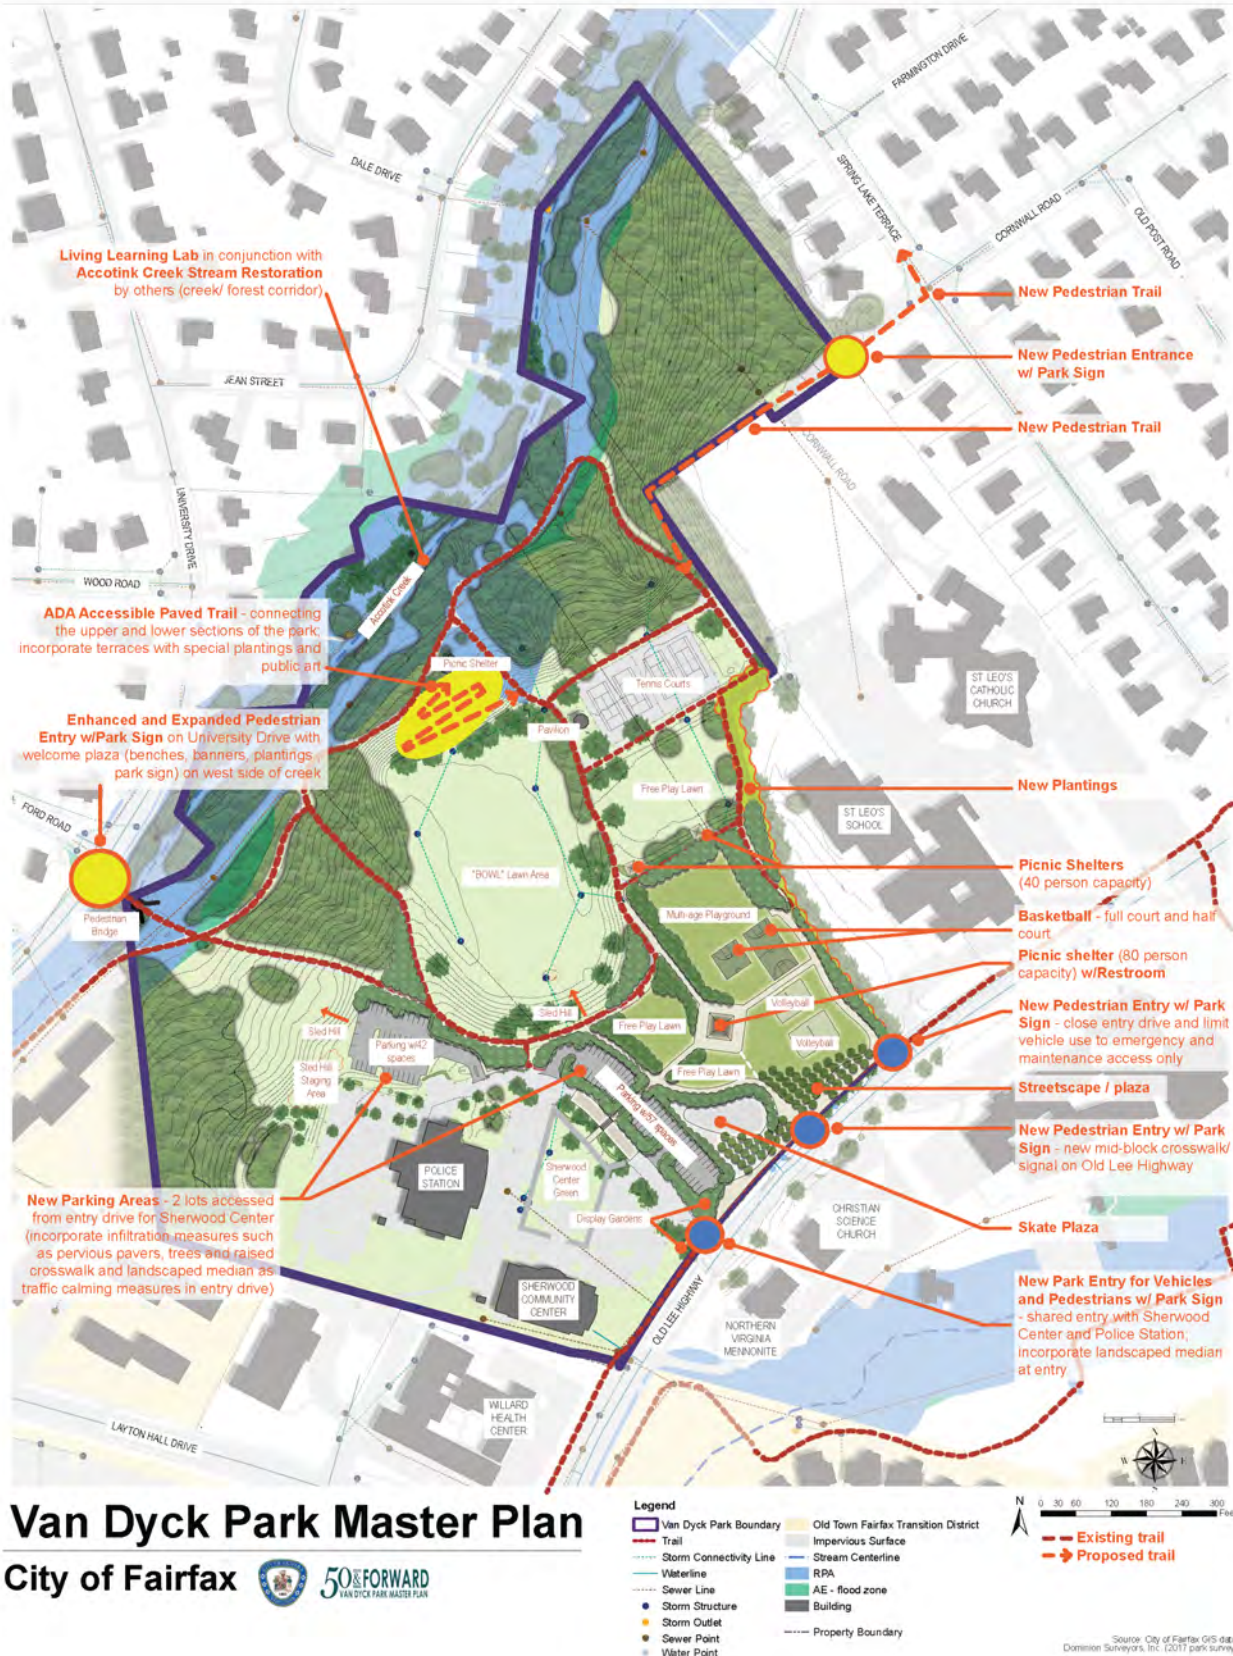 FARMINGTON DRIVE
DALE DRIVE
SPRING LAKE TERRACE
CORNWALL ROAD
OLD POST ROAD
Living Learning Lab in conjunction with
Accotink Creek Stream Restoration
by others (creek/ forest corridor)
New Pedestrian Trail
New Pedestrian Entrance
w/ Park Sign
JEAN STREET
New Pedestrian Trail
CORNWALL ROAD
UNIVERSITY DRIVE
WOOD ROAD
Accotink Creek
ADA Accessible Paved Trail - connecting
the upper and lower sections of the park;
incorporate terraces with special plantings and
public art
Picnic Shelter
Tennis Courts
ST LEO'S
CATHOLIC
CHURCH
Enhanced and Expanded Pedestrian
Entry w/Park Sign on University Drive with
welcome plaza (benches, banners, plantings,
park sign) on west side of creek
Pavilion
Free Play Lawn
New Plantings
FORD ROAD
ST LEO'S
SCHOOL
"BOWL" Lawn Area
Picnic Shelters
(40 person capacity)
Pedestrian
Bridge
Multi-age Playground
Basketball - full court and half
court
Picnic shelter (80 person
capacity) w/Restroom
Volleyball
Sled Hill
Sled Hill
Free Play Lawn
Volleyball
New Pedestrian Entry w/ Park
Sign - close entry drive and limit
vehicle use to emergency and
maintenance access only
Parking w/42
spaces
Sled Hill
Staging
Area
Free Play Lawn
Streetscape / plaza
Parking w/57 spaces
New Pedestrian Entry w/ Park
Sign - new mid-block crosswalk/
signal on Old Lee Highway
POLICE
STATION
Sherwood
Center
Green
New Parking Areas - 2 lots accessed
from entry drive for Sherwood Center
(incorporate infiltration measures such
as pervious pavers, trees and raised
crosswalk and landscaped median as
traffic calming measures in entry drive)
Display Gardens
CHRISTIAN
SCIENCE
CHURCH
Skate Plaza
SHERWOOD
COMMUNITY
CENTER
OLD LEE HIGHWAY
NORTHERN
VIRGINIA
MENNONITE
New Park Entry for Vehicles
and Pedestrians w/ Park Sign
- shared entry with Sherwood
Center and Police Station;
incorporate landscaped median
at entry
WILLARD
HEALTH
CENTER
LAYTON HALL DRIVE
N
W
E
S
Van Dyck Park Master Plan
City of Fairfax
50 & FORWARD
VAN DYCK PARK MASTER PLAN
Legend
Van Dyck Park Boundary
Trail
Storm Connectivity Line
Waterline
Sewer Line
Storm Structure
Storm Outlet
Sewer Point
Water Point
Old Town Fairfax Transition District
Impervious Surface
Stream Centerline
RPA
AE - flood zone
Building
Property Boundary
N
0 30 60 120 180 240 300
Feet
Existing trail
Proposed trail
Source: City of Fairfax GIS data
Dominion Surveyors, Inc. (2017 park survey